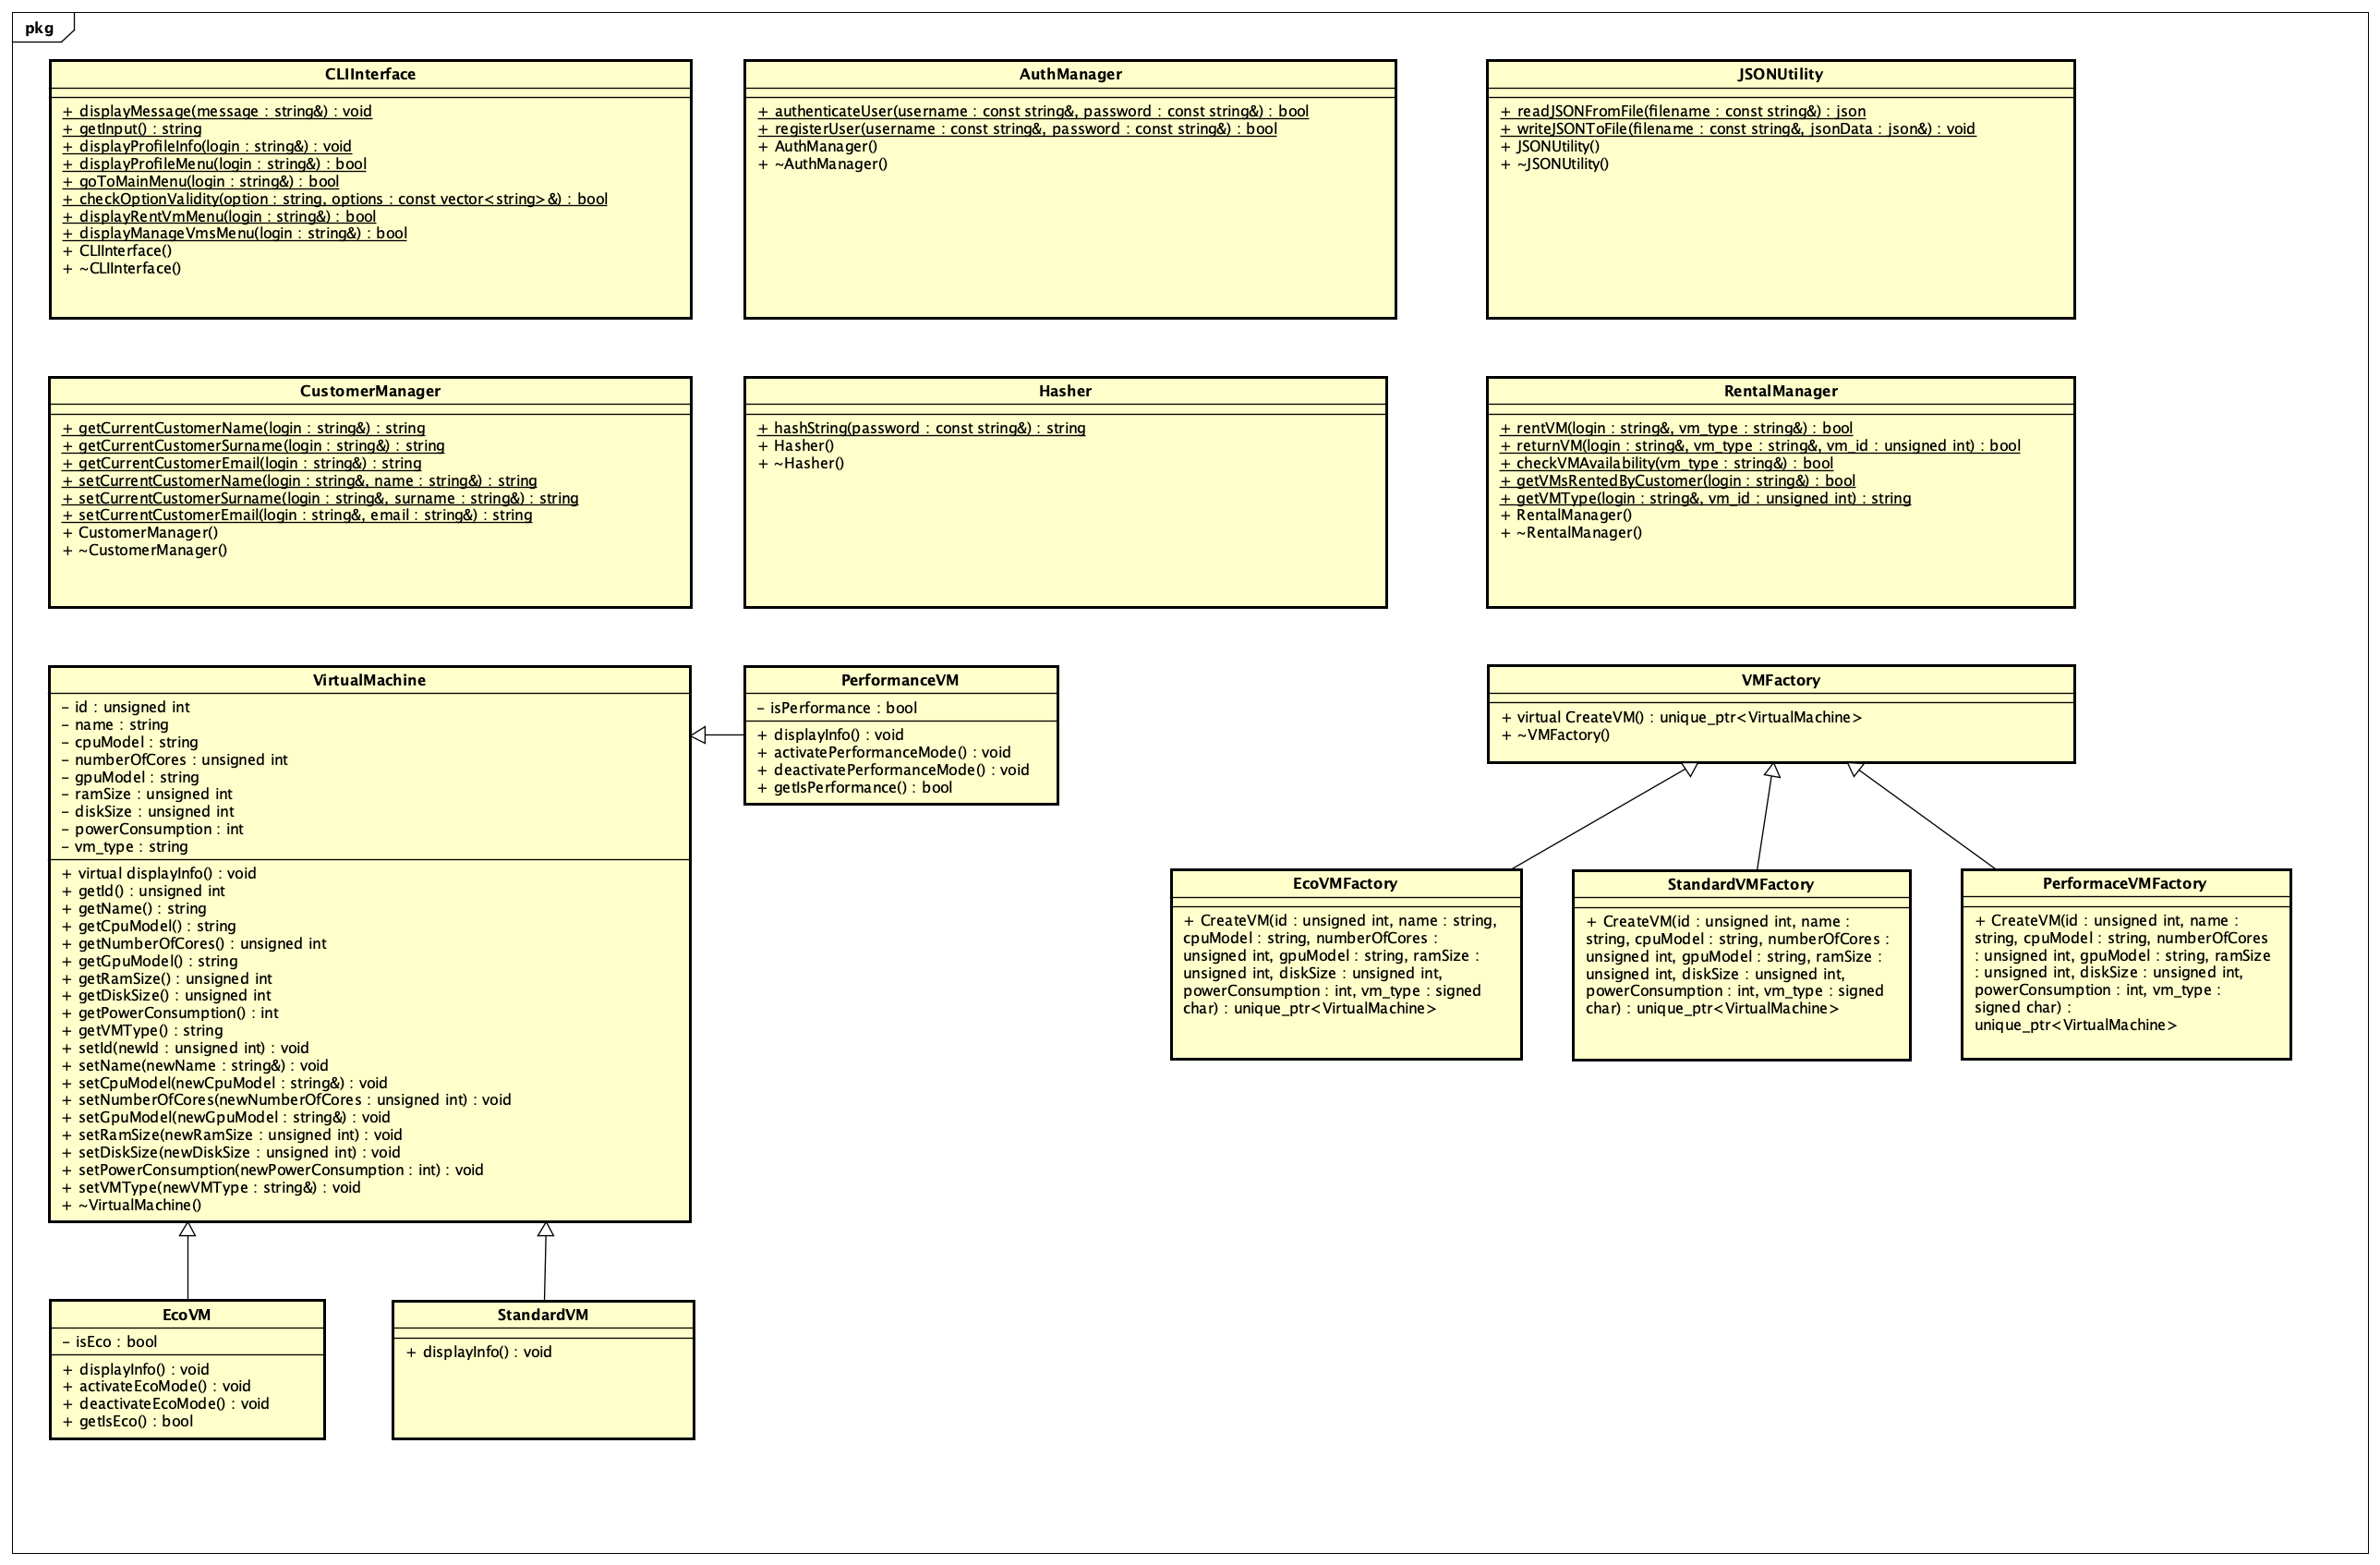 pkg
CLIInterface
+ displayMessage(message : string&) : void
+ getInput() : string
+ displayProfileInfo(login : string&) : void
+ displayProfileMenu(login : string&) : bool
+ goToMainMenu(login : string&) : bool
+ checkOptionValidity(option : string, options : const vector<string>&) : bool
+ displayRentVmMenu(login : string&) : bool
+ displayManageVmsMenu(login : string&) : bool
+ CLIInterface()
+ ~CLIInterface()
AuthManager
+ authenticateUser(username : const string&, password : const string&) : bool
+ registerUser(username : const string&, password : const string&) : bool
+ AuthManager()
+ ~AuthManager()
JSONUtility
+ readJSONFromFile(filename : const string&) : json
+ writeJSONToFile(filename : const string&, jsonData : json&) : void
+ JSONUtility()
+ ~JSONUtility()
CustomerManager
+ getCurrentCustomerName(login : string&) : string
+ getCurrentCustomerSurname(login : string&) : string
+ getCurrentCustomerEmail(login : string&) : string
+ setCurrentCustomerName(login : string&, name : string&) : string
+ setCurrentCustomerSurname(login : string&, surname : string&) : string
+ setCurrentCustomerEmail(login : string&, email : string&) : string
+ CustomerManager()
+ ~CustomerManager()
Hasher
+ hashString(password : const string&) : string
+ Hasher()
+ ~Hasher()
RentalManager
+ rentVM(login : string&, vm_type : string&) : bool
+ returnVM(login : string&, vm_type : string&, vm_id : unsigned int) : bool
+ checkVMAvailability(vm_type : string&) : bool
+ getVMsRentedByCustomer(login : string&) : bool
+ getVMType(login : string&, vm_id : unsigned int) : string
+ RentalManager()
+ ~RentalManager()
VirtualMachine
- id : unsigned int
- name : string
- cpuModel : string
- numberOfCores : unsigned int
- gpuModel : string
- ramSize : unsigned int
- diskSize : unsigned int
- powerConsumption : int
- vm_type : string
+ virtual displayInfo() : void
+ getId() : unsigned int
+ getName() : string
+ getCpuModel() : string
+ getNumberOfCores() : unsigned int
+ getGpuModel() : string
+ getRamSize() : unsigned int
+ getDiskSize() : unsigned int
+ getPowerConsumption() : int
+ getVMType() : string
+ setId(newId : unsigned int) : void
+ setName(newName : string&) : void
+ setCpuModel(newCpuModel : string&) : void
+ setNumberOfCores(newNumberOfCores : unsigned int) : void
+ setGpuModel(newGpuModel : string&) : void
+ setRamSize(newRamSize : unsigned int) : void
+ setDiskSize(newDiskSize : unsigned int) : void
+ setPowerConsumption(newPowerConsumption : int) : void
+ setVMType(newVMType : string&) : void
+ ~VirtualMachine()
PerformanceVM
- isPerformance : bool
+ displayInfo() : void
+ activatePerformanceMode() : void
+ deactivatePerformanceMode() : void
+ getIsPerformance() : bool
VMFactory
+ virtual CreateVM() : unique_ptr<VirtualMachine>
+ ~VMFactory()
EcoVMFactory
+ CreateVM(id : unsigned int, name : string,
cpuModel : string, numberOfCores :
unsigned int, gpuModel : string, ramSize :
unsigned int, diskSize : unsigned int,
powerConsumption : int, vm_type : signed
char) : unique_ptr<VirtualMachine>
StandardVMFactory
+ CreateVM(id : unsigned int, name :
string, cpuModel : string, numberOfCores :
unsigned int, gpuModel : string, ramSize :
unsigned int, diskSize : unsigned int,
powerConsumption : int, vm_type : signed
char) : unique_ptr<VirtualMachine>
PerformaceVMFactory
+ CreateVM(id : unsigned int, name :
string, cpuModel : string, numberOfCores
: unsigned int, gpuModel : string, ramSize
: unsigned int, diskSize : unsigned int,
powerConsumption : int, vm_type :
signed char) :
unique_ptr<VirtualMachine>
EcoVM
- isEco : bool
+ displayInfo() : void
+ activateEcoMode() : void
+ deactivateEcoMode() : void
+ getIsEco() : bool
StandardVM
+ displayInfo() : void